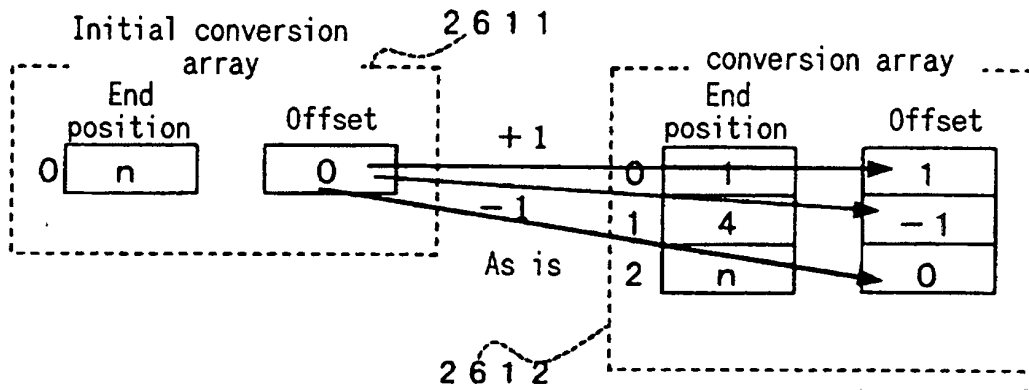 Initial conversion
array
2611
conversion array
End
position
Offset
End
position
Offset
0
n
0
+1
-1
As is
0
1
1
1
4
-1
2
n
0
2612